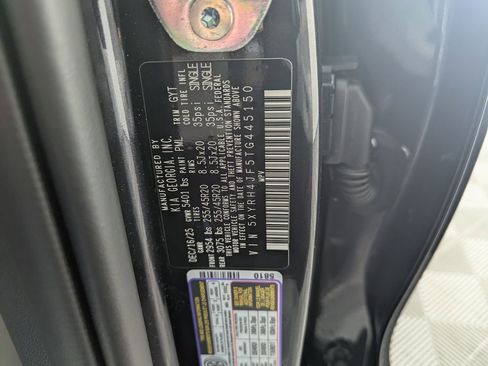 MANUFACTURED BY
KIA GEORGIA, INC.
PAINT PML TRIM GYT
DEC/16/25 GVWR 5401 lbs
GAWR TIRES RIMS COLD TIRE INFL
FRONT 2954 lbs 255/45R20 8.5Jx20 35psi SINGLE
REAR 3075 lbs 255/45R20 8.5Jx20 35psi SINGLE
THIS VEHICLE CONFORMS TO ALL APPLICABLE U.S.A. FEDERAL
MOTOR VEHICLE SAFETY AND THEFT PREVENTION STANDARDS
IN EFFECT ON THE DATE OF MANUFACTURE SHOWN ABOVE.
VIN 5XYRH4JF5TG445150
MPV
5810